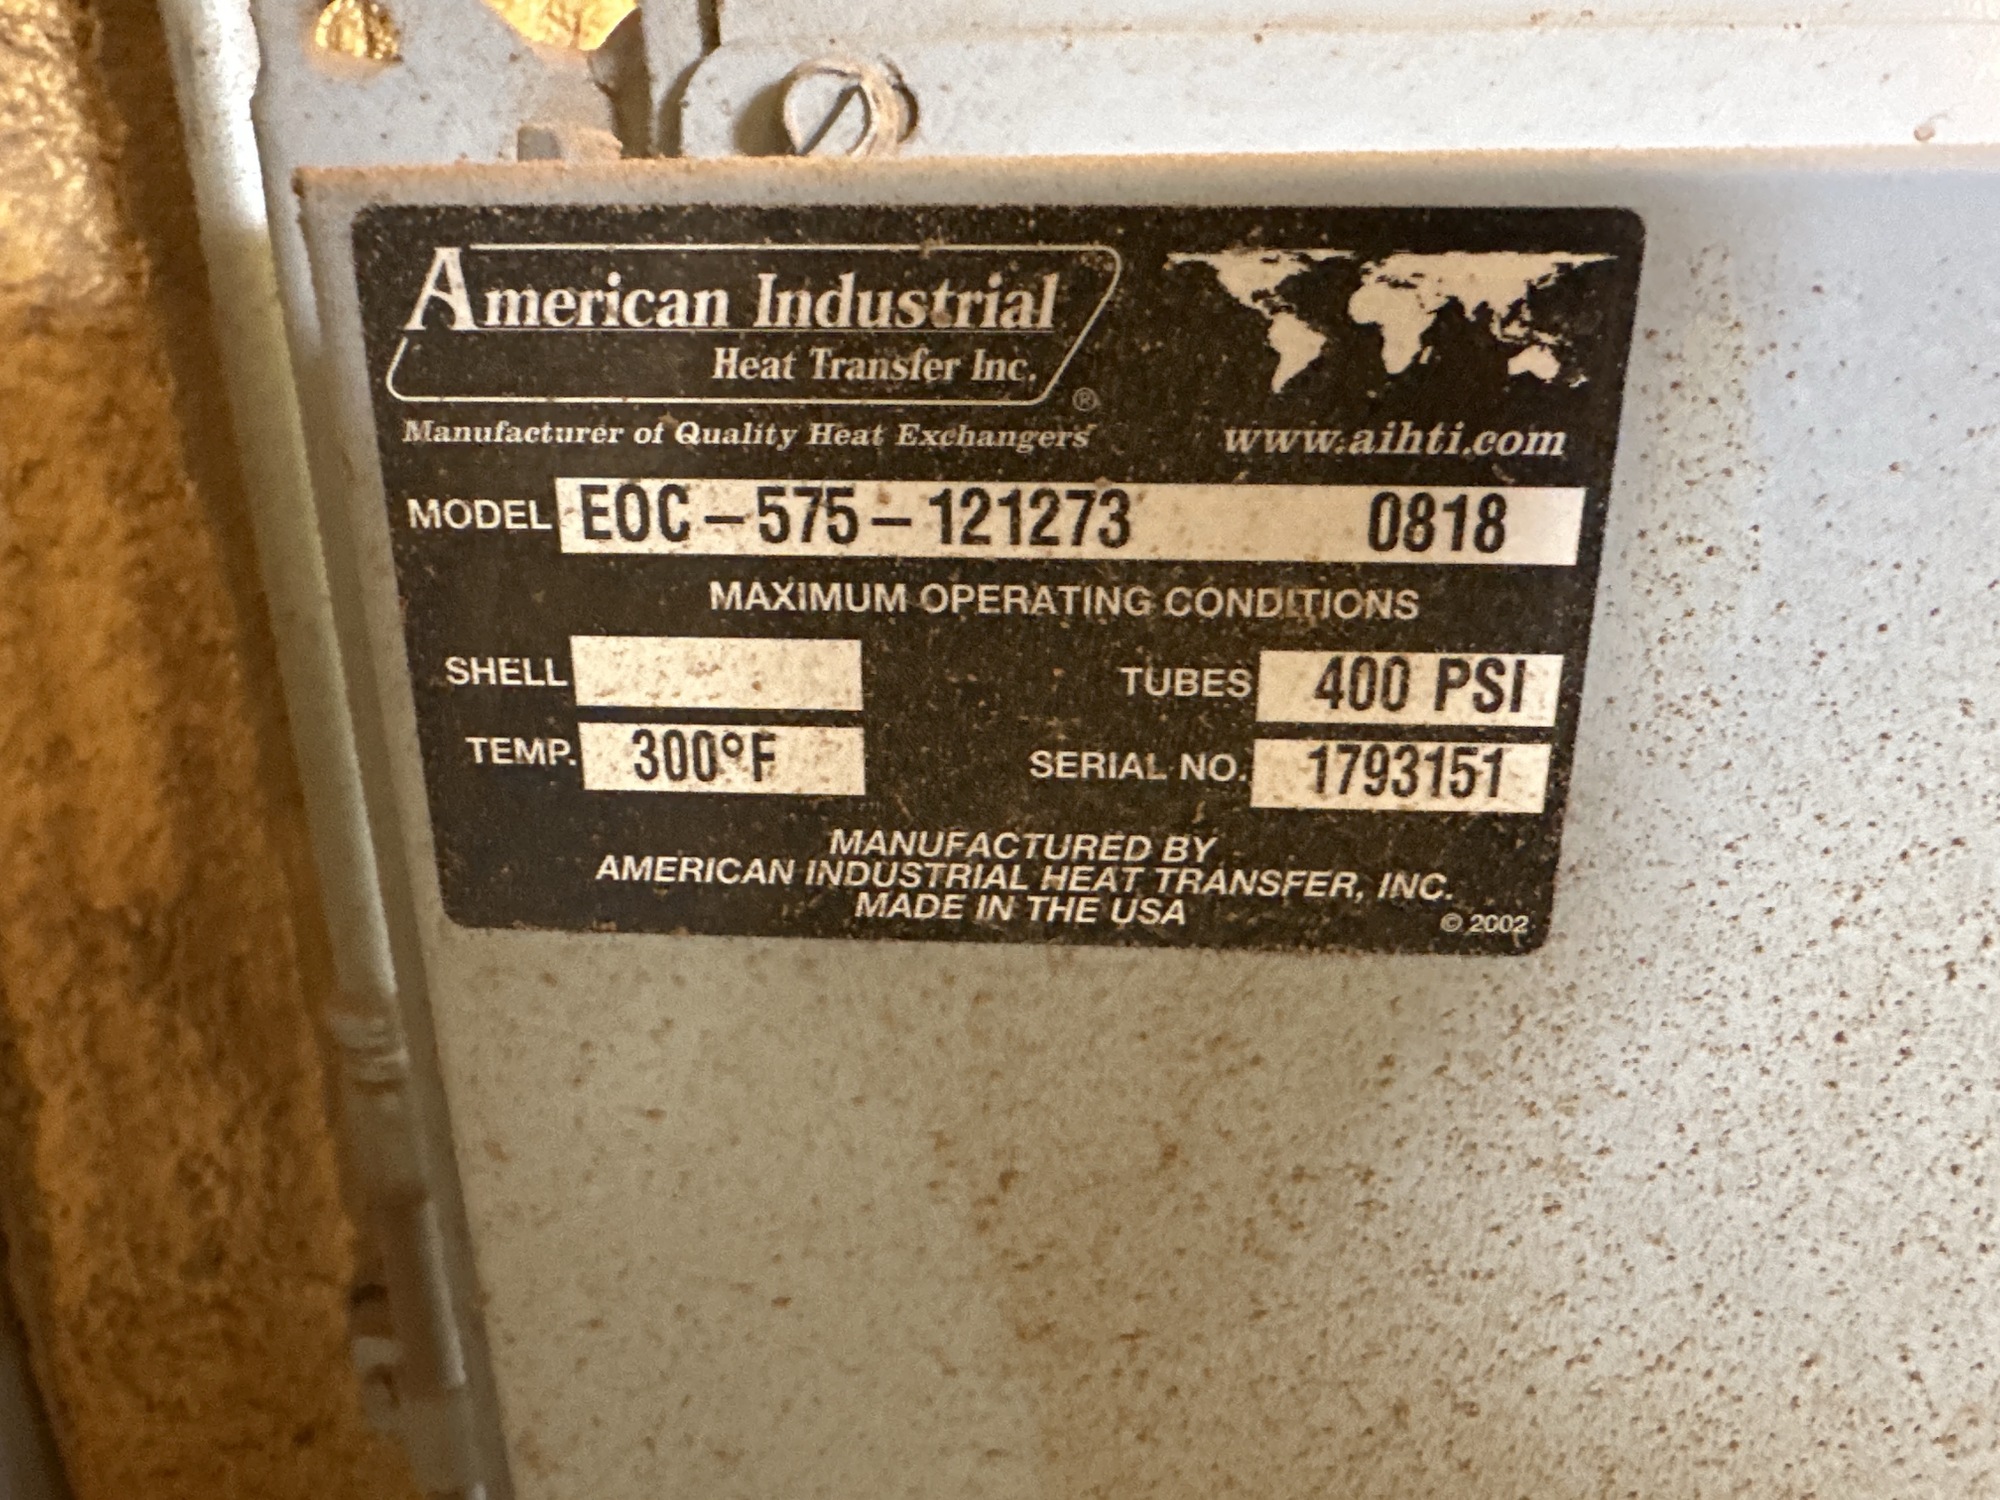 American Industrial
Heat Transfer Inc.
®
Manufacturer of Quality Heat Exchangers
www.aihti.com
MODEL EOC-575-121273 0818
MAXIMUM OPERATING CONDITIONS
SHELL TUBES 400 PSI
TEMP. 300°F SERIAL NO. 1793151
MANUFACTURED BY
AMERICAN INDUSTRIAL HEAT TRANSFER, INC.
MADE IN THE USA
© 2002